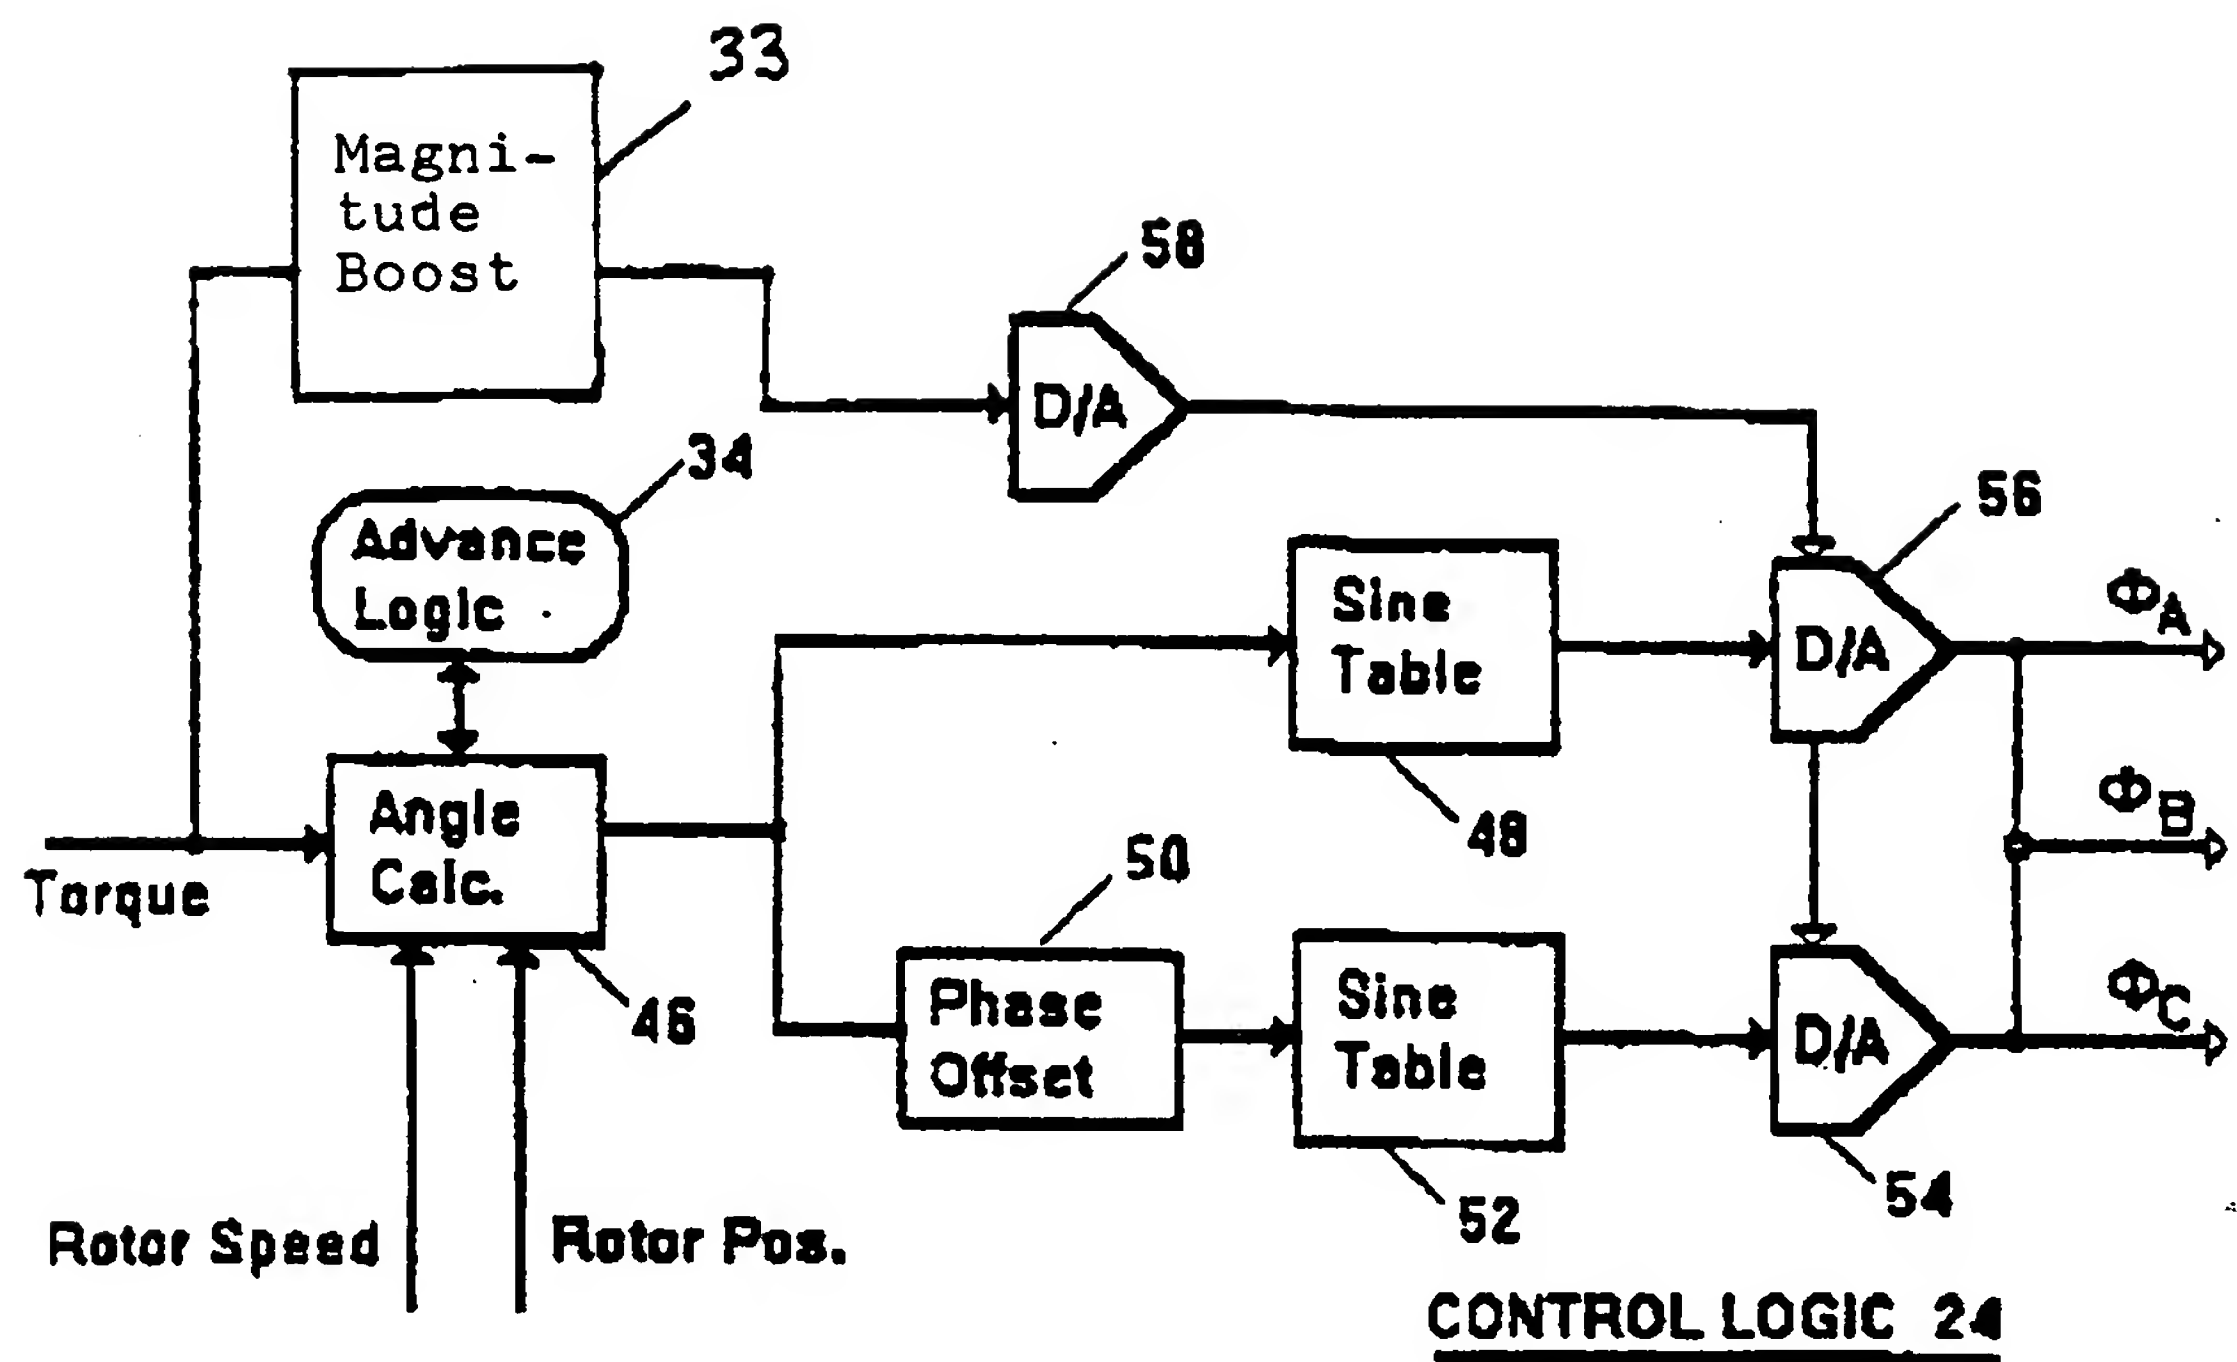 33
Magni-
tude
Boost
58
D/A
34
Advance
Logic
56
Sine
Table
D/A
ΦA
48
Angle
Calc.
Torque
ΦB
50
46
Phase
Offset
Sine
Table
D/A
ΦC
52
54
Rotor Speed
Rotor Pos.
CONTROL LOGIC 24